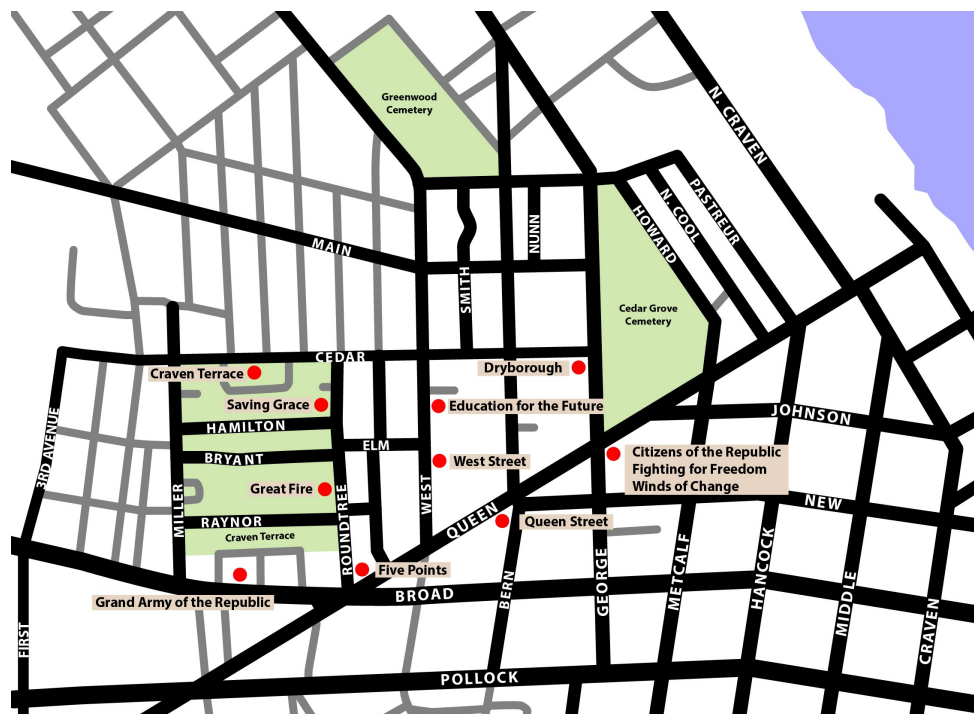 Greenwood
Cemetery
N. CRAVEN
PASTREUR
N. COOL
HOWARD
NUNN
MAIN
SMITH
Cedar Grove
Cemetery
CEDAR
Craven Terrace
Dryborough
Saving Grace
Education for the Future
JOHNSON
HAMILTON
3RD AVENUE
ELM
Citizens of the Republic
Fighting for Freedom
Winds of Change
BRYANT
West Street
Great Fire
WEST
NEW
MILLER
RAYNOR
QUEEN
Queen Street
Craven Terrace
ROUNDTREE
Five Points
BERN
GEORGE
METCALF
HANCOCK
MIDDLE
CRAVEN
Grand Army of the Republic
BROAD
FIRST
POLLOCK